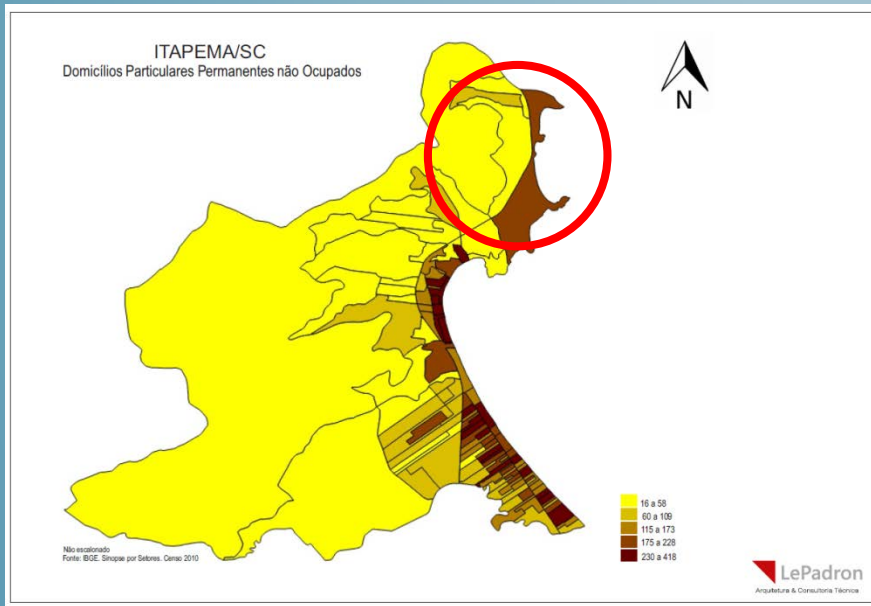 ITAPEMA/SC
Domicílios Particulares Permanentes não Ocupados
N
16 a 58
60 a 109
115 a 173
175 a 228
230 a 418
Não escalonado
Fonte: IBGE. Sinopse por Setores. Censo 2010
LePadron
Arquitetura & Consultoria Técnica